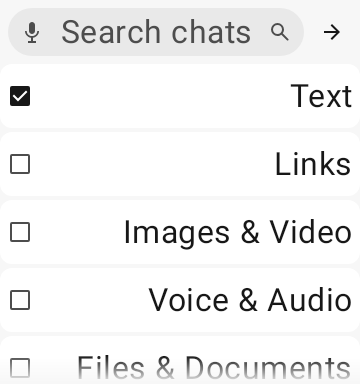 Search chats
Text
Links
Images & Video
Voice & Audio
Files & Documents